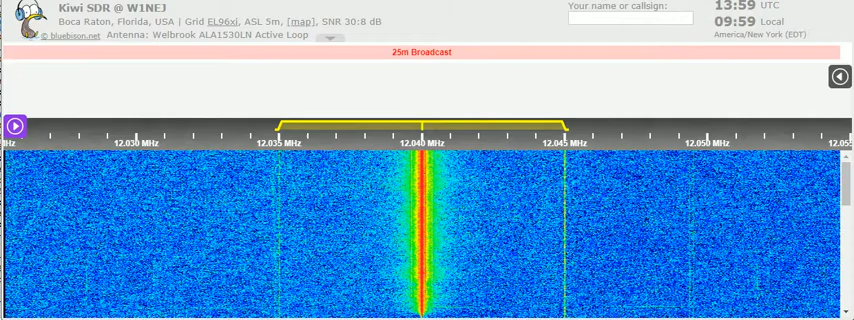 Kiwi SDR @ W1NEJ
Boca Raton, Florida, USA | Grid EL96xi, ASL 5m, [map], SNR 30:8 dB
© bluebison.net Antenna: Welbrook ALA1530LN Active Loop
Your name or callsign:
13:59 UTC
09:59 Local
America/New York (EDT)
25m Broadcast
12.030 MHz 12.035 MHz 12.040 MHz 12.045 MHz 12.050 MHz 12.055